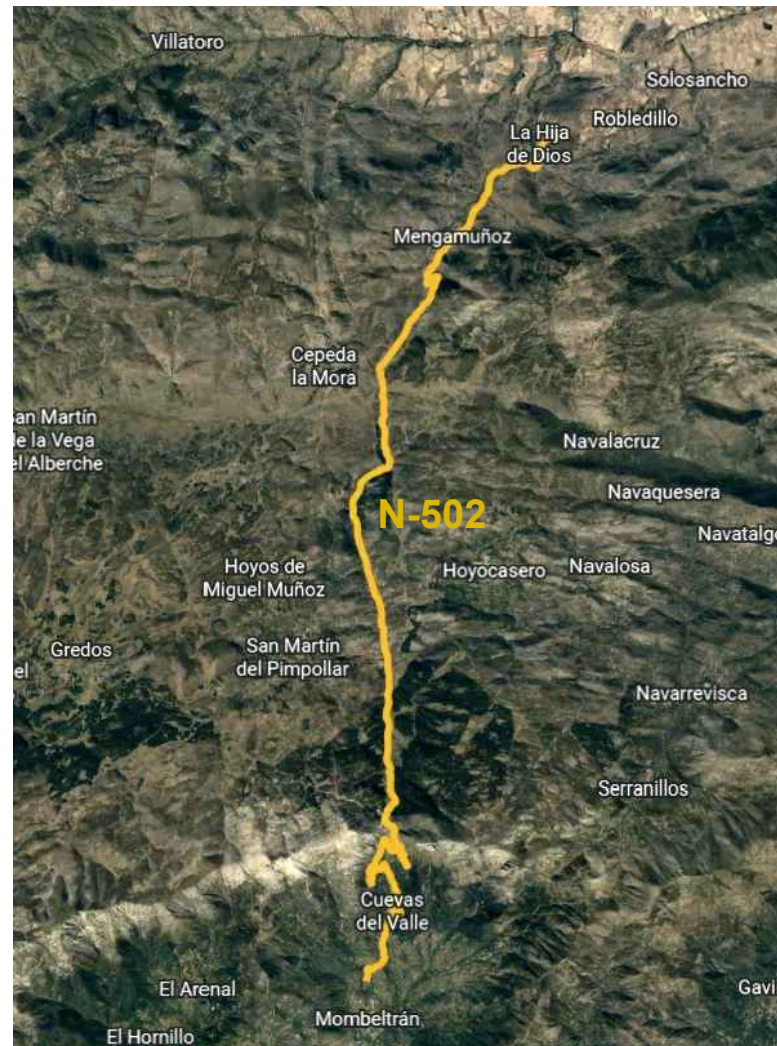 Villatoro
Solosancho
Robledillo
La Hija
de Dios
Mengamuñoz
Cepeda
la Mora
San Martín
de la Vega
el Alberche
Navalacruz
Navaquesera
N-502
Navatalgo
Hoyos de
Miguel Muñoz
Hoyocasero
Navalosa
Gredos
San Martín
del Pimpollar
el
Navarrevisca
Serranillos
Cuevas
del Valle
El Arenal
Gavi
Mombeltrán
El Hornillo